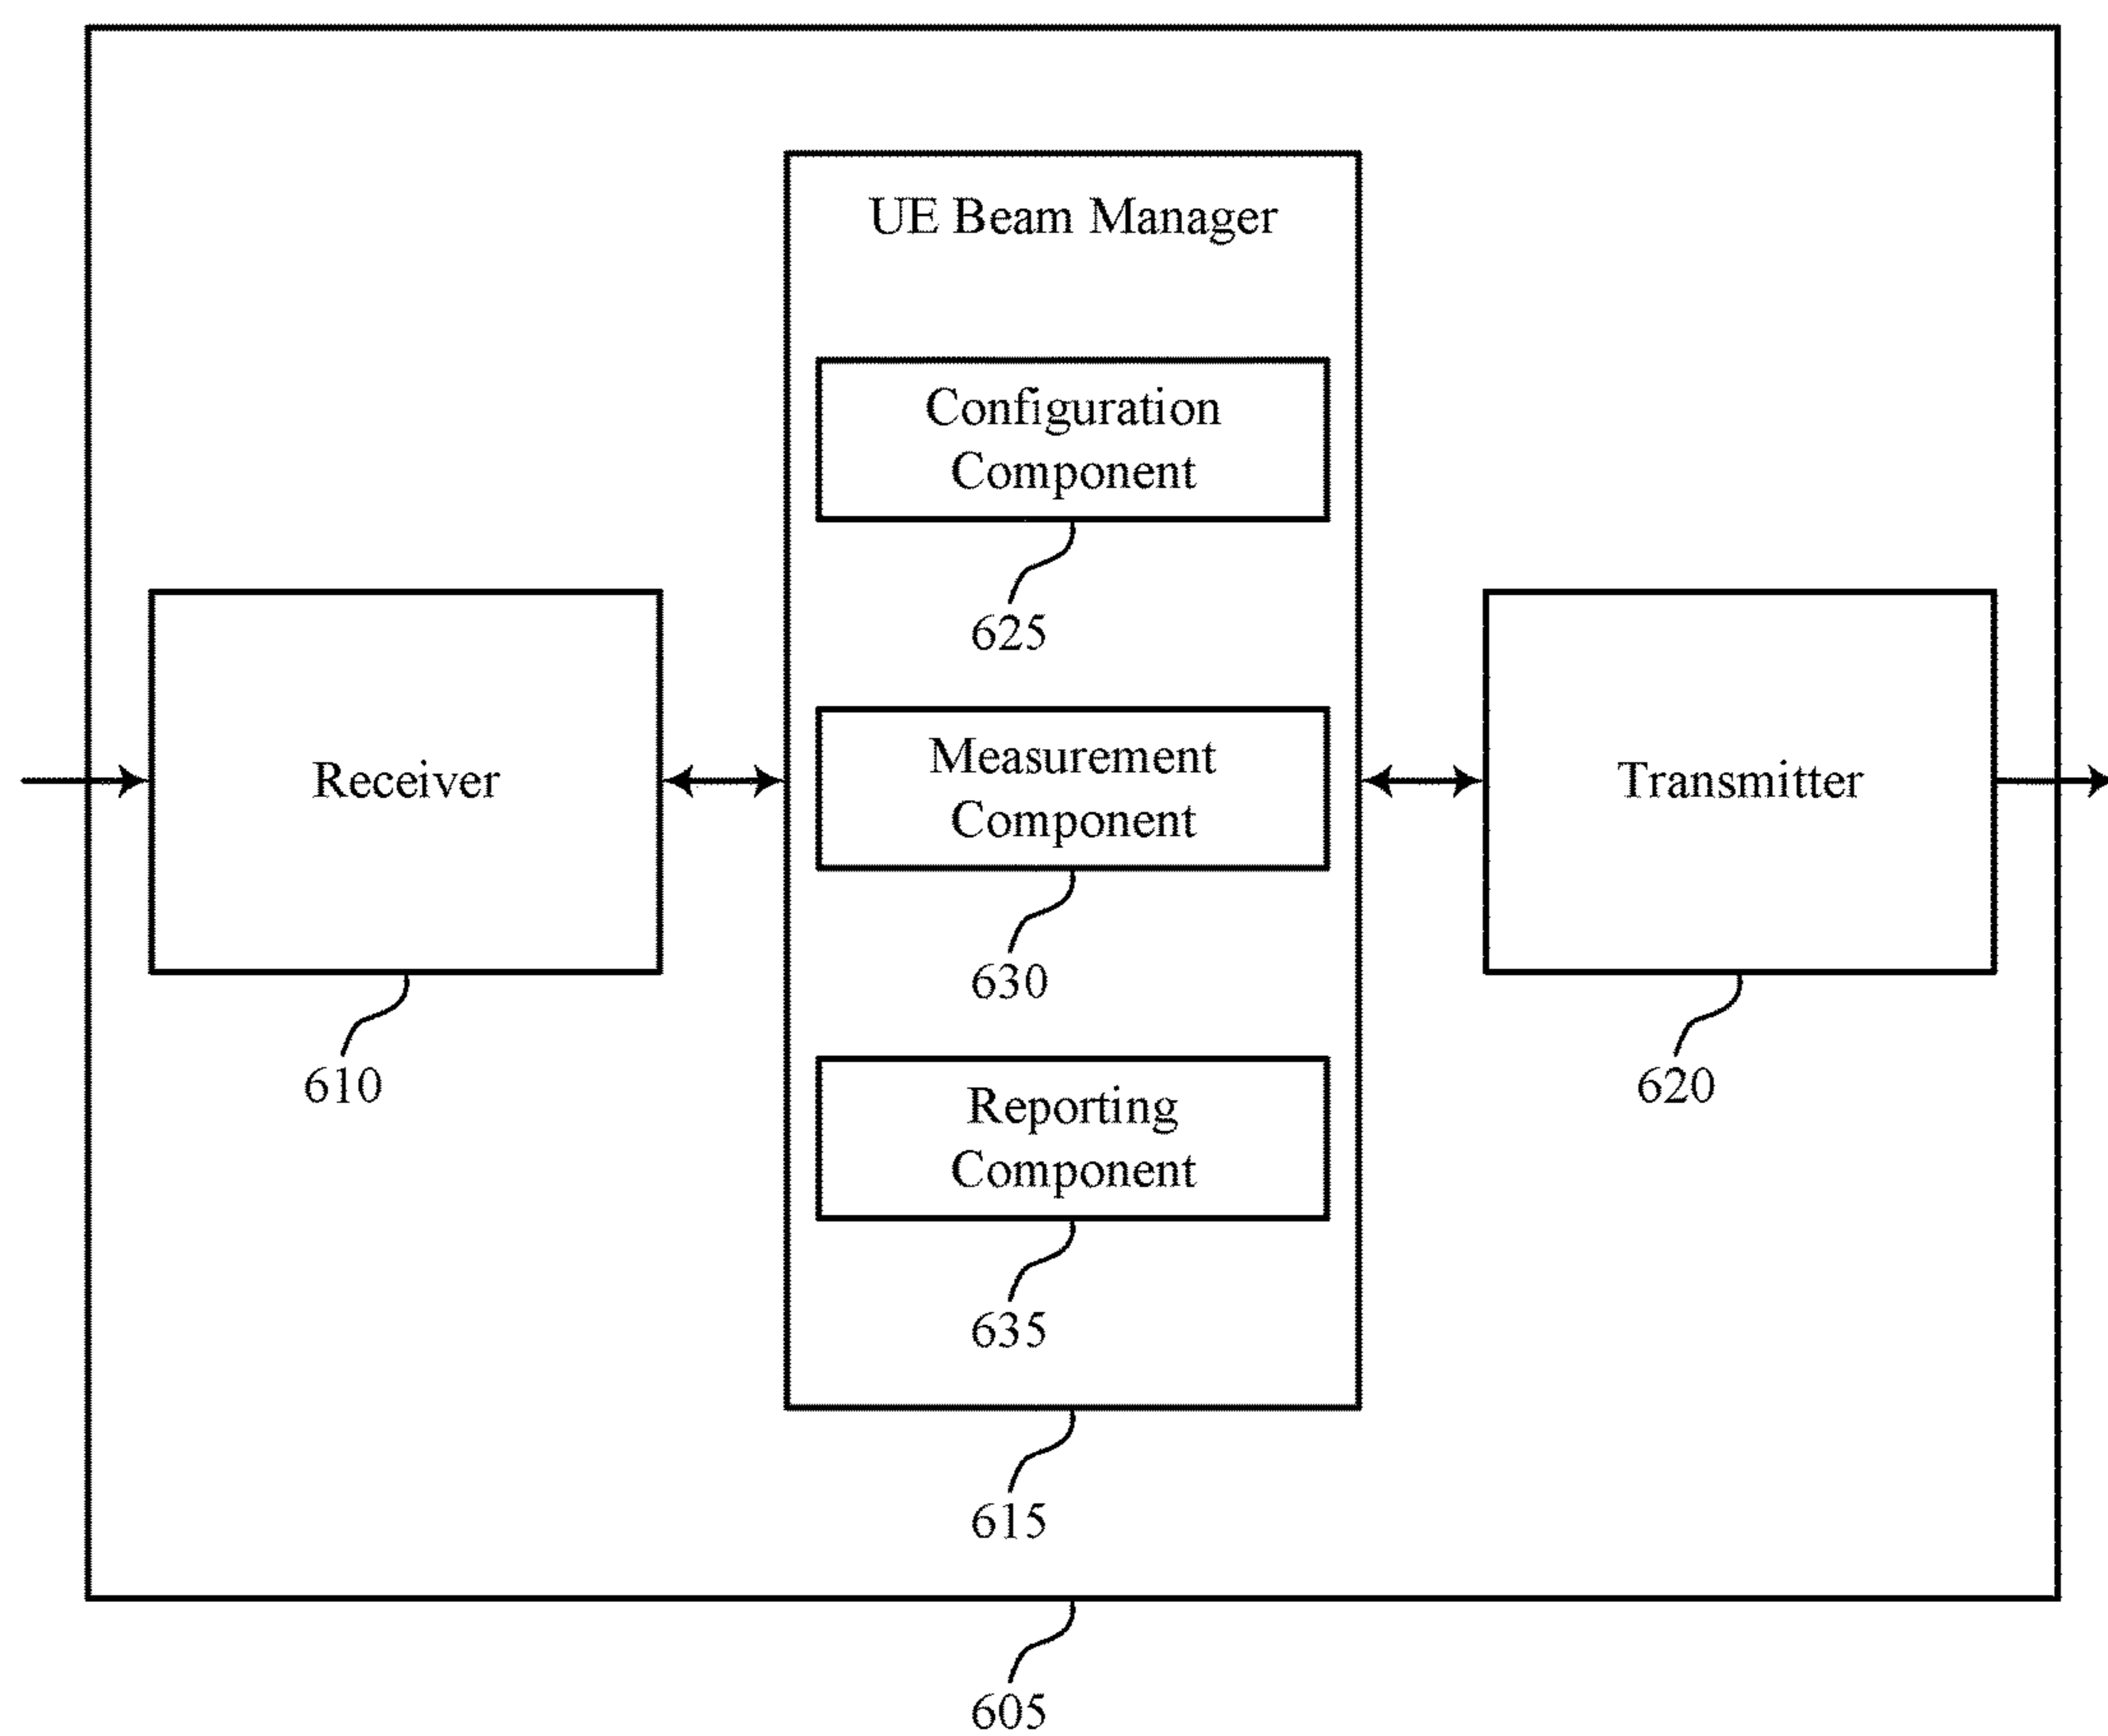 UE Beam Manager
Configuration
Component
625
Receiver
610
Measurement
Component
630
Transmitter
620
Reporting
Component
635
615
605